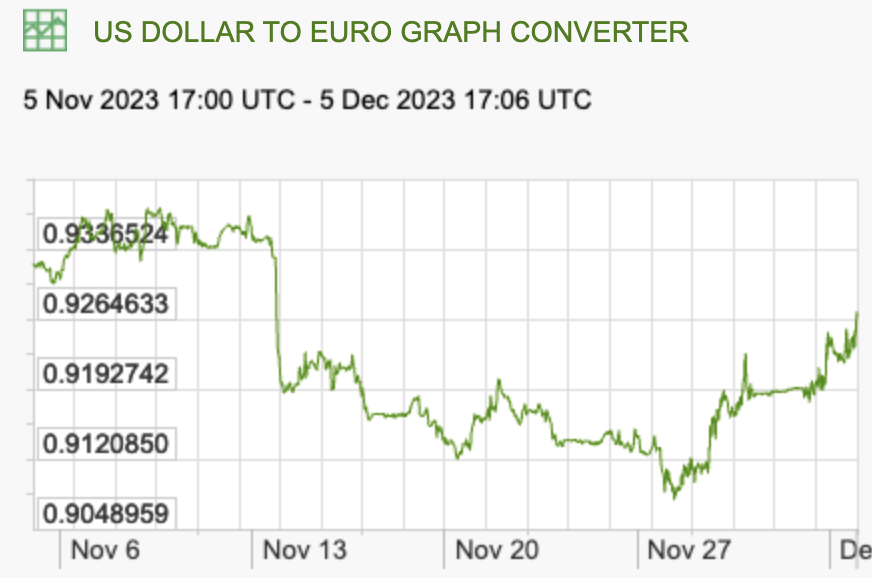 US DOLLAR TO EURO GRAPH CONVERTER
5 Nov 2023 17:00 UTC - 5 Dec 2023 17:06 UTC
0.9336524
0.9264633
0.9192742
0.9120850
0.9048959
Nov 6 Nov 13 Nov 20 Nov 27 De